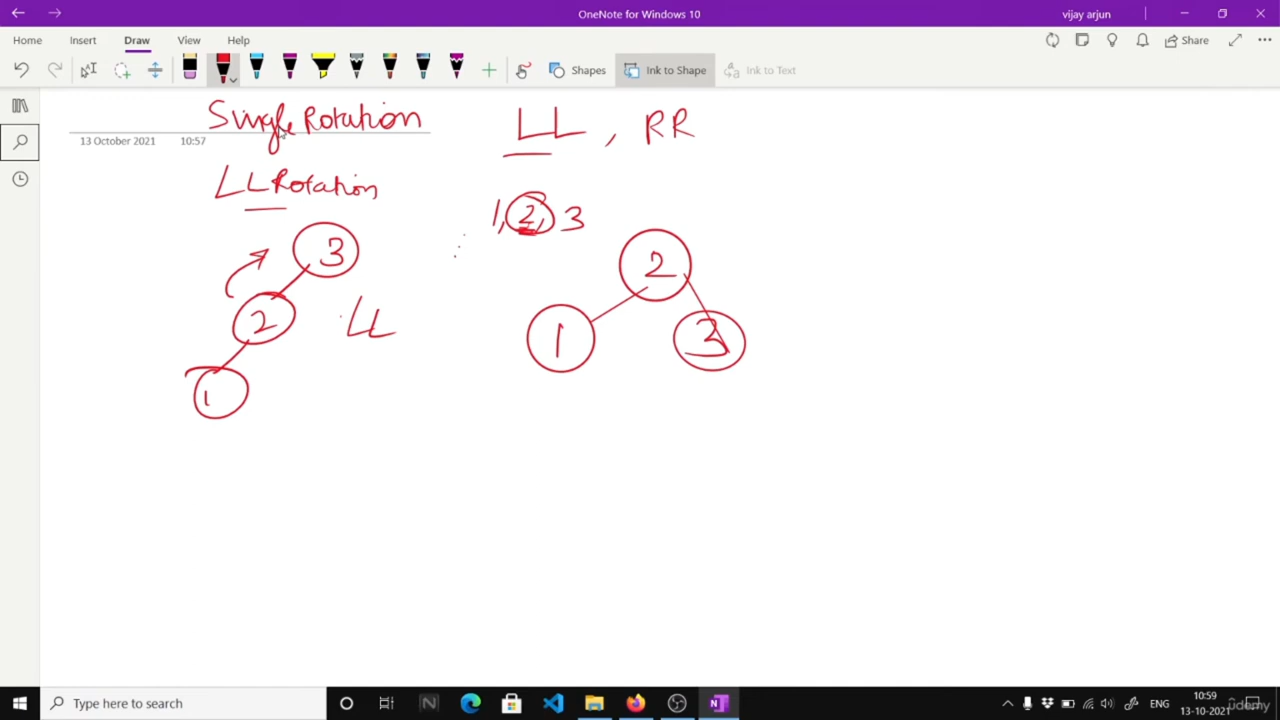 OneNote for Windows 10
vijay arjun
Home Insert Draw View Help
Share
Shapes
Ink to Shape
Ink to Text
Single Rotation
LL, RR
13 October 2021 10:57
LL Rotation
1, 2, 3
3
2
LL
1
2
1
3
Type here to search
N
N
ENG
10:59
13-10-2021
ûdemy